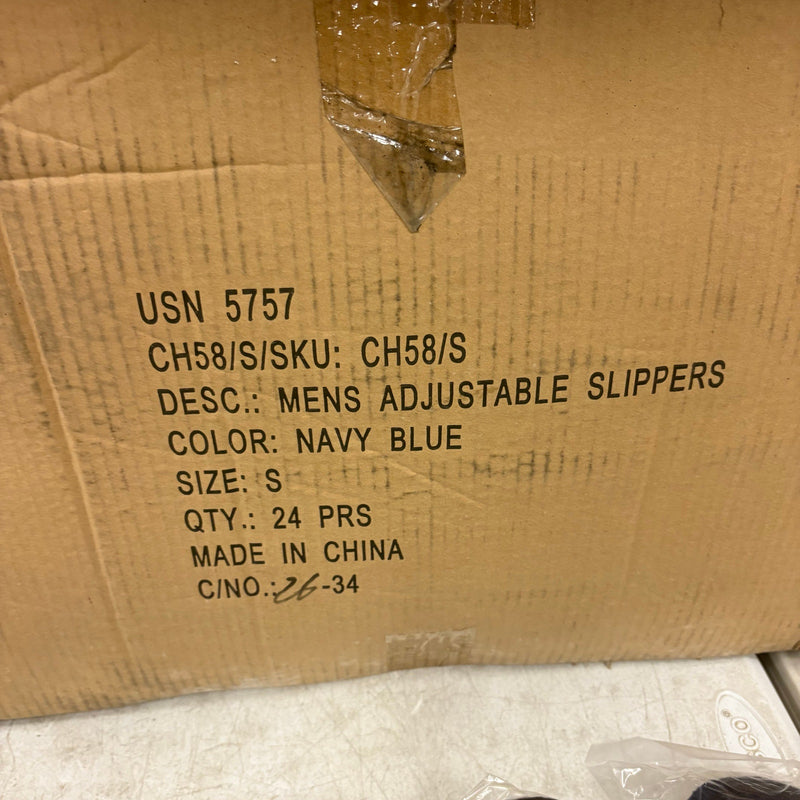 USN 5757
CH58/S/SKU: CH58/S
DESC.: MENS ADJUSTABLE SLIPPERS
COLOR: NAVY BLUE
SIZE: S
QTY.: 24 PRS
MADE IN CHINA
C/NO.:26-34